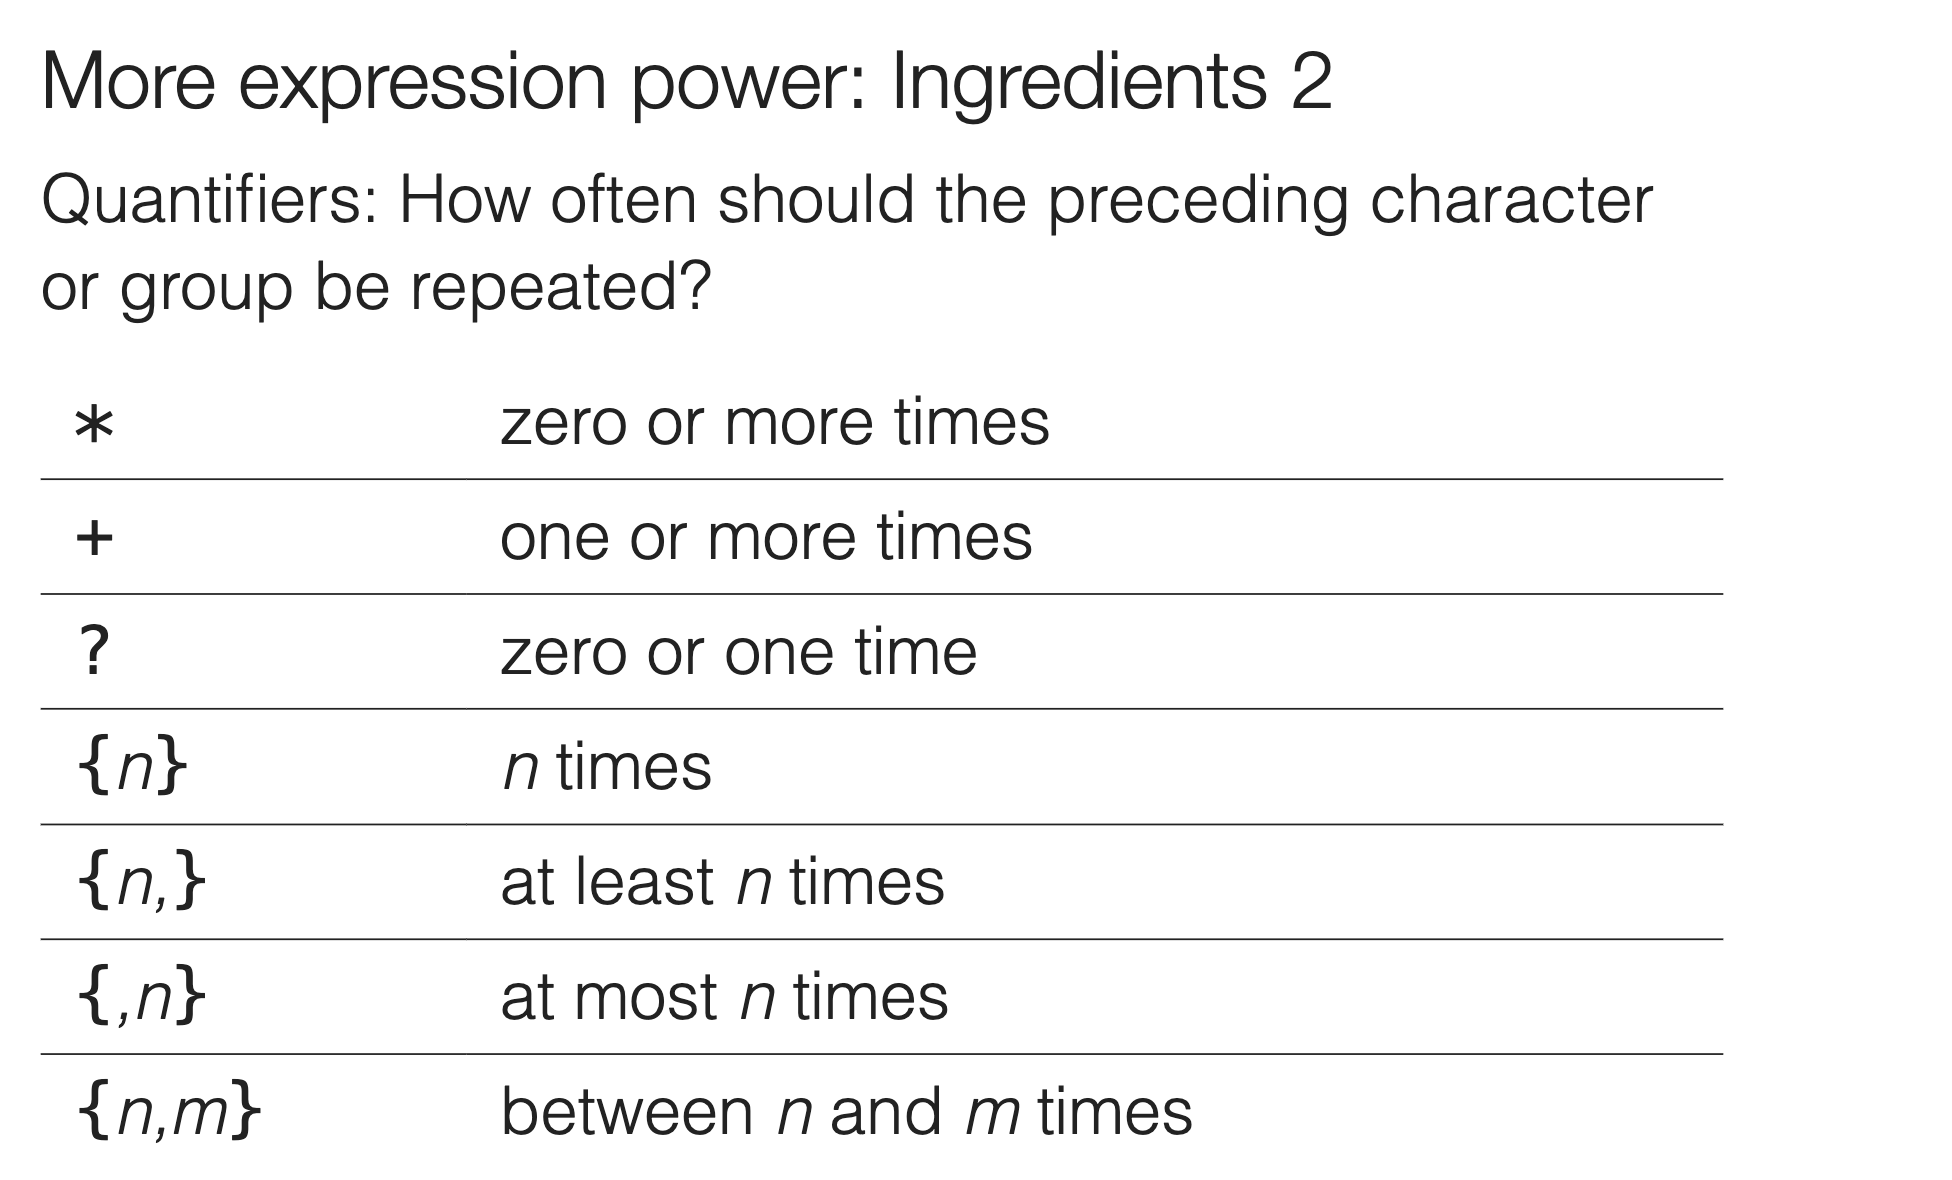 More expression power: Ingredients 2
Quantifiers: How often should the preceding character
or group be repeated?
* zero or more times
+ one or more times
? zero or one time
{n} n times
{n,} at least n times
{,n} at most n times
{n,m} between n and m times